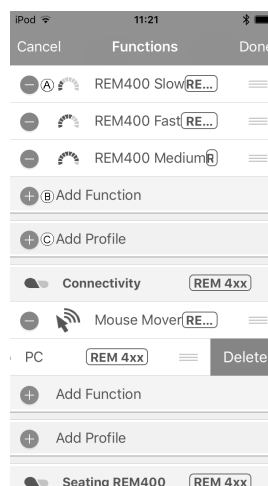 iPod 11:21
Cancel Functions Done
A REM400 Slow RE...
REM400 Fast RE...
REM400 Medium R
B Add Function
C Add Profile
Connectivity REM 4xx
Mouse Mover RE...
PC REM 4xx Delete
Add Function
Add Profile
Seating REM400 REM 4xx